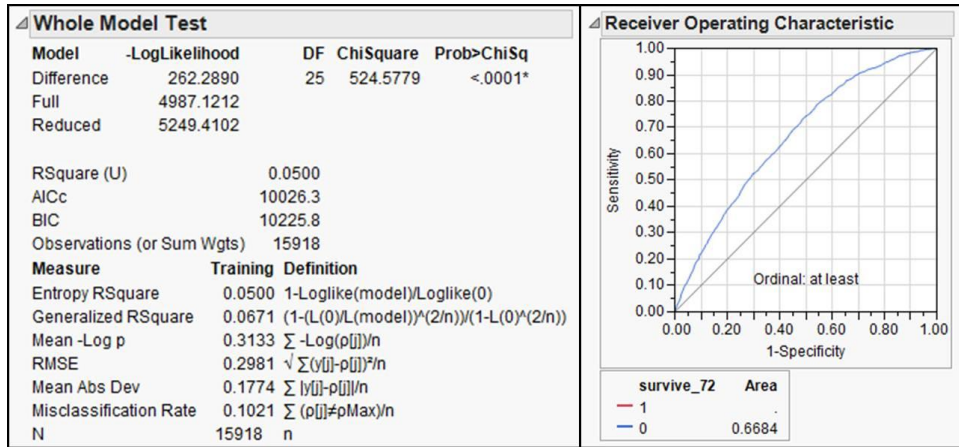 Whole Model Test
Model -LogLikelihood DF ChiSquare Prob>ChiSq
Difference 262.2890 25 524.5779 <.0001*
Full 4987.1212
Reduced 5249.4102
RSquare (U) 0.0500
AICc 10026.3
BIC 10225.8
Observations (or Sum Wgts) 15918
Measure Training Definition
Entropy RSquare 0.0500 1-Loglike(model)/Loglike(0)
Generalized RSquare 0.0671 (1-(L(0)/L(model))^(2/n))/(1-L(0)^(2/n))
Mean -Log p 0.3133 ∑ -Log(ρ[j])/n
RMSE 0.2981 √ ∑(y[j]-ρ[j])²/n
Mean Abs Dev 0.1774 ∑ |y[j]-ρ[j]|/n
Misclassification Rate 0.1021 ∑ (ρ[j]≠ρMax)/n
N 15918 n
Receiver Operating Characteristic
1.00
0.90
0.80
0.70
0.60
0.50
0.40
0.30
0.20
0.10
0.00
Sensitivity
Ordinal: at least
0.00 0.20 0.40 0.60 0.80 1.00
1-Specificity
survive_72 Area
1 .
0 0.6684